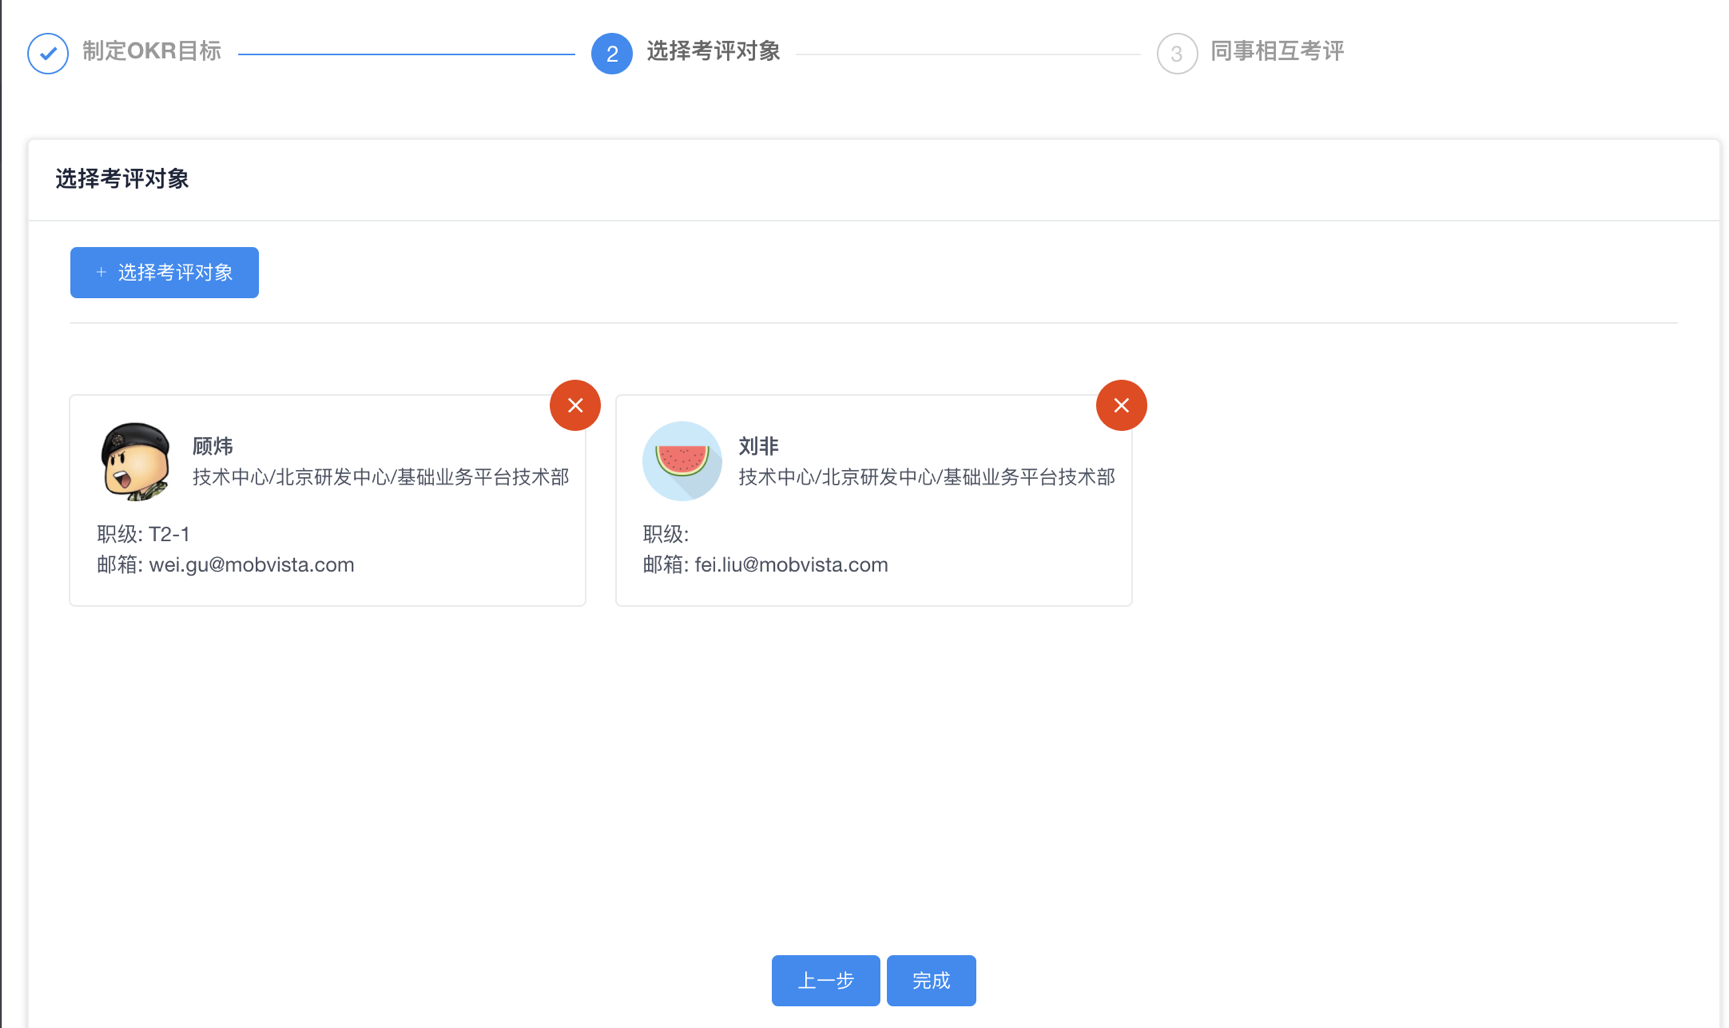 制定OKR目标
2 选择考评对象
3 同事相互考评
选择考评对象
+ 选择考评对象
顾炜
技术中心/北京研发中心/基础业务平台技术部
职级: T2-1
邮箱: wei.gu@mobvista.com
刘非
技术中心/北京研发中心/基础业务平台技术部
职级:
邮箱: fei.liu@mobvista.com
上一步
完成